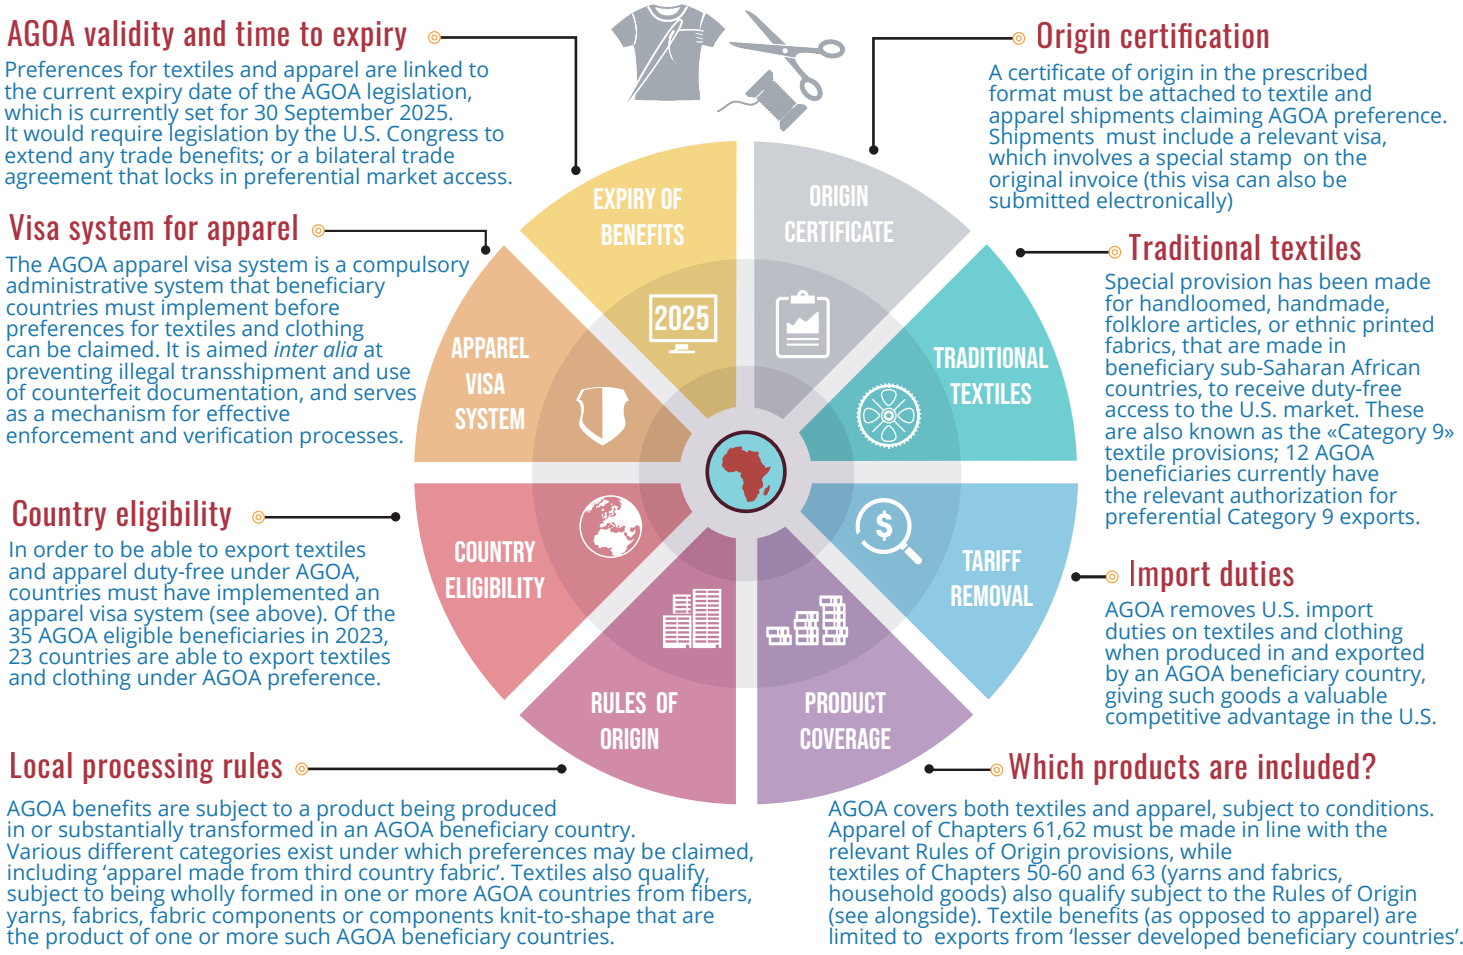 AGOA validity and time to expiry
Preferences for textiles and apparel are linked to
the current expiry date of the AGOA legislation,
which is currently set for 30 September 2025.
It would require legislation by the U.S. Congress to
extend any trade benefits; or a bilateral trade
agreement that locks in preferential market access.
Origin certification
A certificate of origin in the prescribed
format must be attached to textile and
apparel shipments claiming AGOA preference.
Shipments must include a relevant visa,
which involves a special stamp on the
original invoice (this visa can also be
submitted electronically)
Visa system for apparel
The AGOA apparel visa system is a compulsory
administrative system that beneficiary
countries must implement before
preferences for textiles and clothing
can be claimed. It is aimed inter alia at
preventing illegal transshipment and use
of counterfeit documentation, and serves
as a mechanism for effective
enforcement and verification processes.
EXPIRY OF
BENEFITS
2025
ORIGIN
CERTIFICATE
APPAREL
VISA
SYSTEM
TRADITIONAL
TEXTILES
Traditional textiles
Special provision has been made
for handloomed, handmade,
folklore articles, or ethnic printed
fabrics, that are made in
beneficiary sub-Saharan African
countries, to receive duty-free
access to the U.S. market. These
are also known as the «Category 9»
textile provisions; 12 AGOA
beneficiaries currently have
the relevant authorization for
preferential Category 9 exports.
Country eligibility
In order to be able to export textiles
and apparel duty-free under AGOA,
countries must have implemented an
apparel visa system (see above). Of the
35 AGOA eligible beneficiaries in 2023,
23 countries are able to export textiles
and clothing under AGOA preference.
COUNTRY
ELIGIBILITY
$
TARIFF
REMOVAL
RULES OF
ORIGIN
PRODUCT
COVERAGE
Import duties
AGOA removes U.S. import
duties on textiles and clothing
when produced in and exported
by an AGOA beneficiary country,
giving such goods a valuable
competitive advantage in the U.S.
Local processing rules
AGOA benefits are subject to a product being produced
in or substantially transformed in an AGOA beneficiary country.
Various different categories exist under which preferences may be claimed,
including ‘apparel made from third country fabric’. Textiles also qualify,
subject to being wholly formed in one or more AGOA countries from fibers,
yarns, fabrics, fabric components or components knit-to-shape that are
the product of one or more such AGOA beneficiary countries.
Which products are included?
AGOA covers both textiles and apparel, subject to conditions.
Apparel of Chapters 61,62 must be made in line with the
relevant Rules of Origin provisions, while
textiles of Chapters 50-60 and 63 (yarns and fabrics,
household goods) also qualify subject to the Rules of Origin
(see alongside). Textile benefits (as opposed to apparel) are
limited to exports from ‘lesser developed beneficiary countries’.